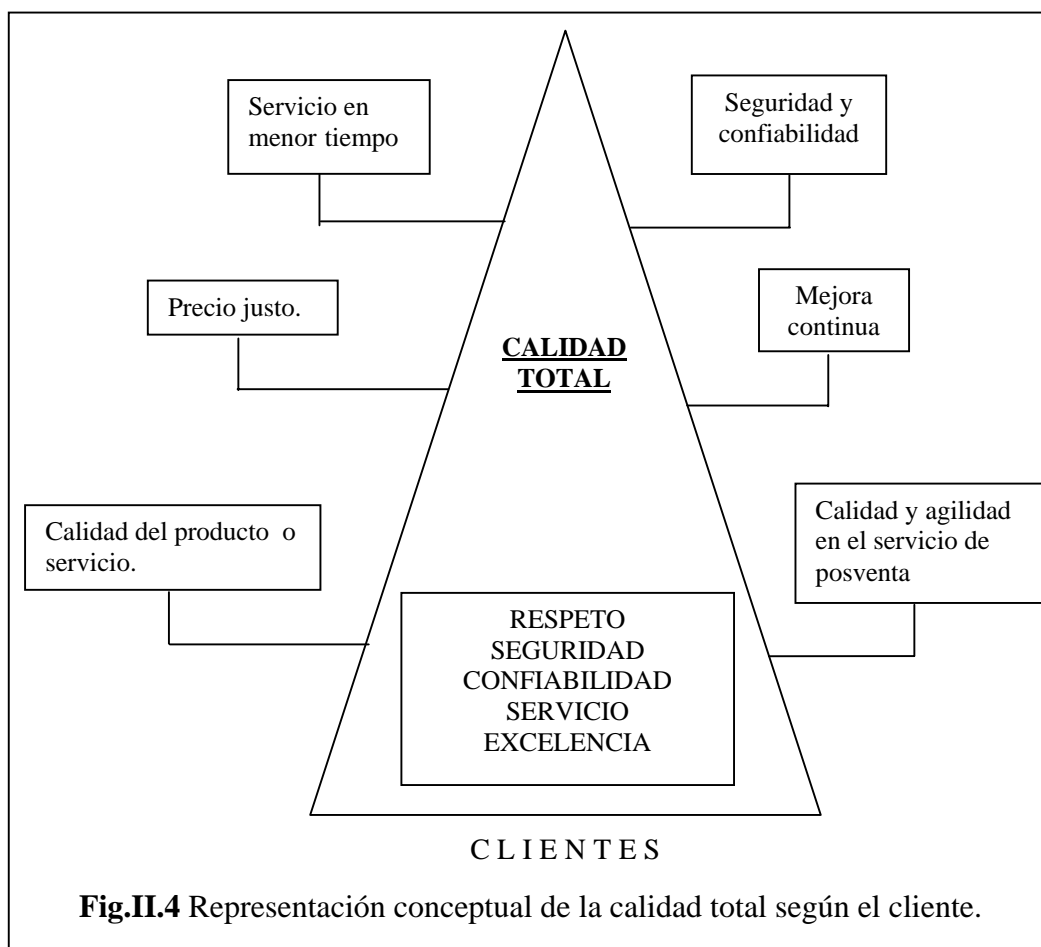 Servicio en
menor tiempo
Seguridad y
confiabilidad
Precio justo.
Mejora
continua
CALIDAD
TOTAL
Calidad del producto o
servicio.
Calidad y agilidad
en el servicio de
posventa
RESPETO
SEGURIDAD
CONFIABILIDAD
SERVICIO
EXCELENCIA
C L I E N T E S
Fig.II.4 Representación conceptual de la calidad total según el cliente.